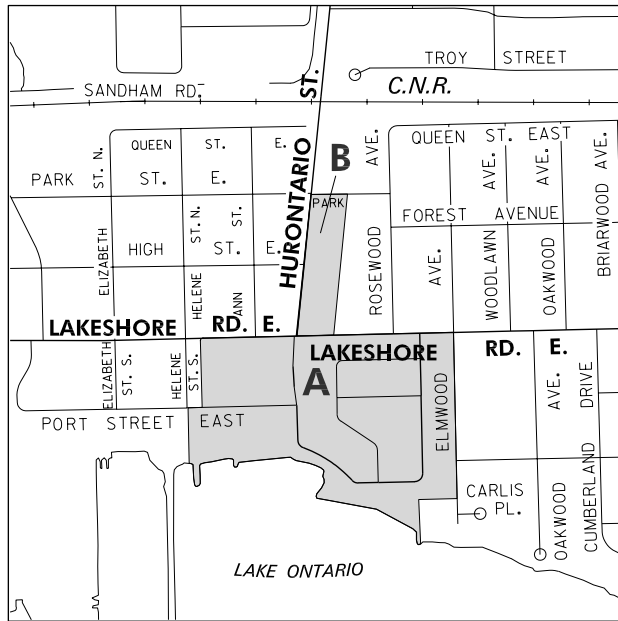 TROY STREET
C.N.R.
SANDHAM RD.
HURONTARIO ST.
QUEEN ST. E.
PARK ST. E.
B
PARK
AVE.
ROSEWOOD
QUEEN ST. EAST
AVE.
AVE.
BRIARWOOD AVE.
FOREST AVENUE
ELIZABETH ST. N.
HIGH ST. E.
HELENE ST. N.
ANN ST.
AVE.
WOODLAWN
OAKWOOD
LAKESHORE RD. E.
LAKESHORE RD. E.
ELIZABETH ST. S.
HELENE ST. S.
A
PORT STREET EAST
ELMWOOD
OAKWOOD AVE.
CUMBERLAND DRIVE
CARLIS PL.
LAKE ONTARIO